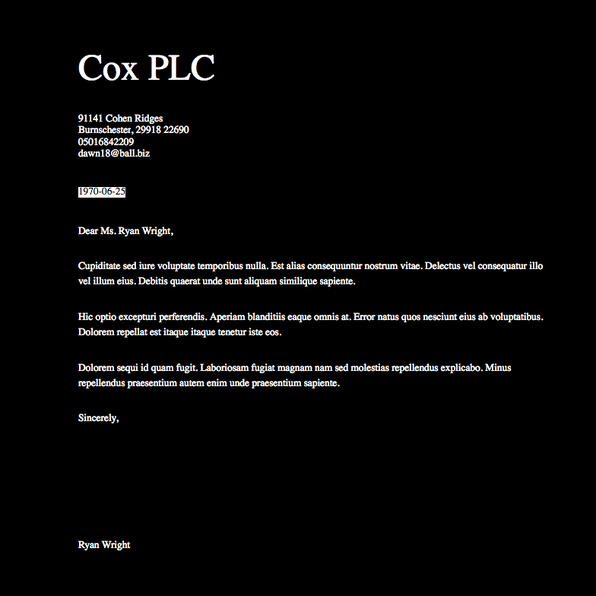 Cox PLC
91141 Cohen Ridges
Burnschester, 29918 22690
05016842209
dawn18@ball.biz
1970-06-25
Dear Ms. Ryan Wright,
Cupiditate sed iure voluptate temporibus nulla. Est alias consequuntur nostrum vitae. Delectus vel consequatur illo
vel illum eius. Debitis quaerat unde sunt aliquam similique sapiente.
Hic optio excepturi perferendis. Aperiam blanditiis eaque omnis at. Error natus quos nesciunt eius ab voluptatibus.
Dolorem repellat est itaque itaque tenetur iste eos.
Dolorem sequi id quam fugit. Laboriosam fugiat magnam nam sed molestias repellendus explicabo. Minus
repellendus praesentium autem enim unde praesentium sapiente.
Sincerely,
Ryan Wright